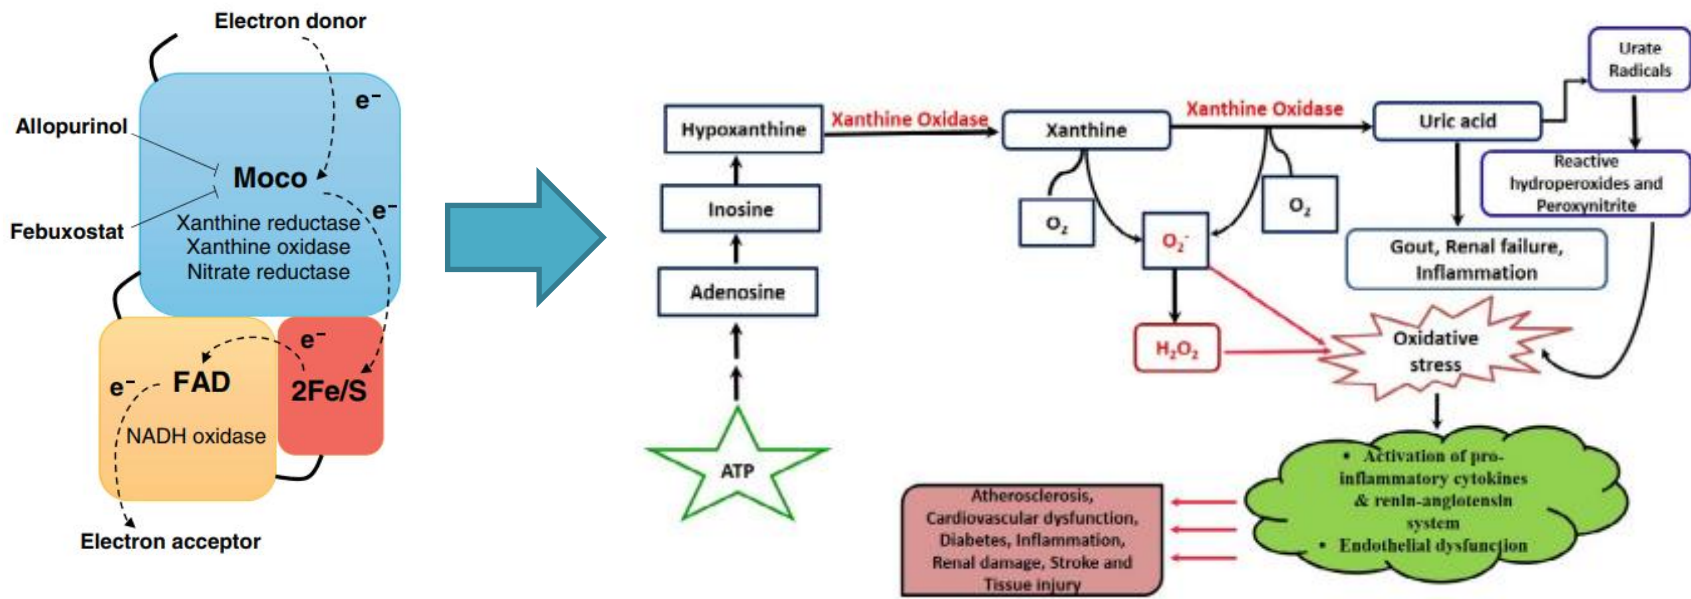 Electron donor
e⁻
Allopurinol
Moco
Febuxostat
e⁻
Xanthine reductase
Xanthine oxidase
Nitrate reductase
e⁻
e⁻
FAD
2Fe/S
NADH oxidase
Electron acceptor
Hypoxanthine
Xanthine Oxidase
Xanthine
Xanthine Oxidase
Uric acid
Urate
Radicals
Reactive
hydroperoxides and
Peroxynitrite
Inosine
O₂
O₂
O₂⁻
Gout, Renal failure,
Inflammation
Adenosine
H₂O₂
Oxidative
stress
ATP
• Activation of pro-
inflammatory cytokines
& renin-angiotensin
system
• Endothelial dysfunction
Atherosclerosis,
Cardiovascular dysfunction,
Diabetes, Inflammation,
Renal damage, Stroke and
Tissue injury